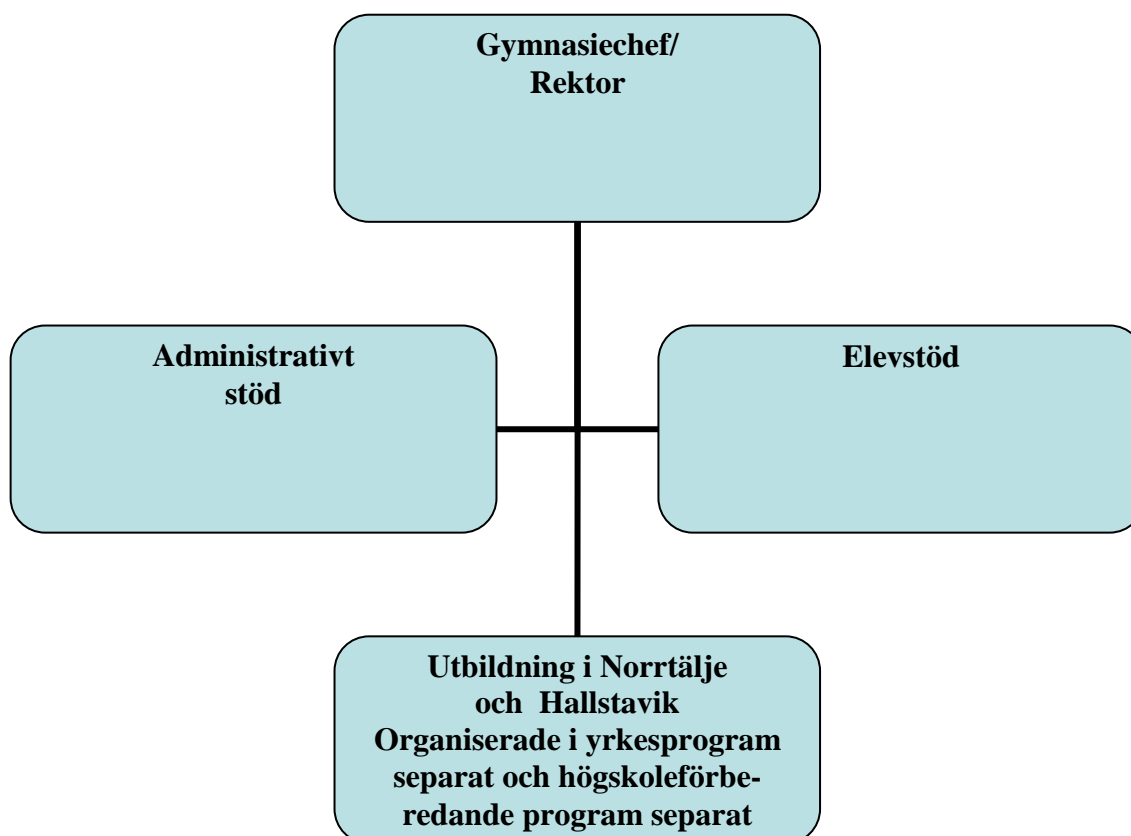 Gymnasiechef/
Rektor
Administrativt
stöd
Elevstöd
Utbildning i Norrtälje
och Hallstavik
Organiserade i yrkesprogram
separat och högskoleförbe-
redande program separat